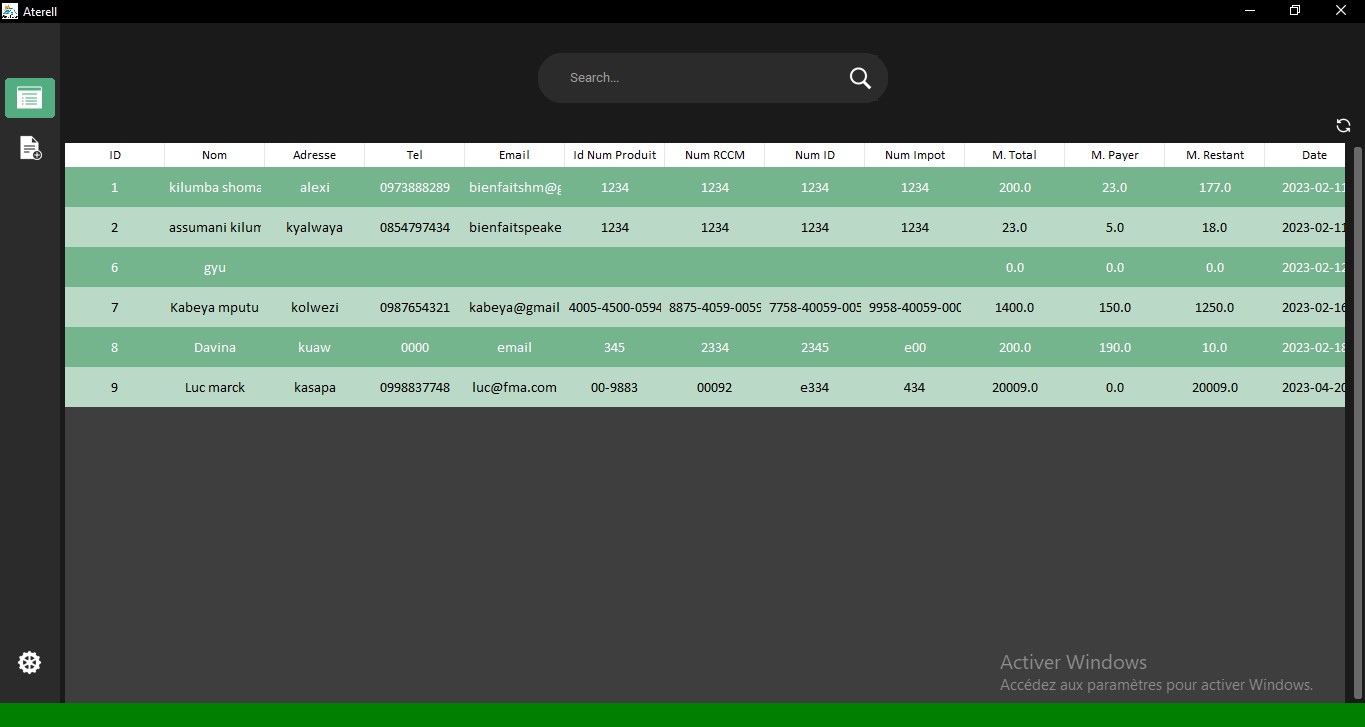 Aterell
Search...
ID Nom Adresse Tel Email Id Num Produit Num RCCM Num ID Num Impot M. Total M. Payer M. Restant Date
1 kilumba shoma alexi 0973888289 bienfaitshm@g 1234 1234 1234 1234 200.0 23.0 177.0 2023-02-11
2 assumani kilum kyalwaya 0854797434 bienfaitspeake 1234 1234 1234 1234 23.0 5.0 18.0 2023-02-11
6 gyu 0.0 0.0 0.0 2023-02-12
7 Kabeya mputu kolwezi 0987654321 kabeya@gmail 4005-4500-0594 8875-4059-0059 7758-40059-005 9958-40059-000 1400.0 150.0 1250.0 2023-02-16
8 Davina kuaw 0000 email 345 2334 2345 e00 200.0 190.0 10.0 2023-02-18
9 Luc marck kasapa 0998837748 luc@fma.com 00-9883 00092 e334 434 20009.0 0.0 20009.0 2023-04-20
Activer Windows
Accédez aux paramètres pour activer Windows.